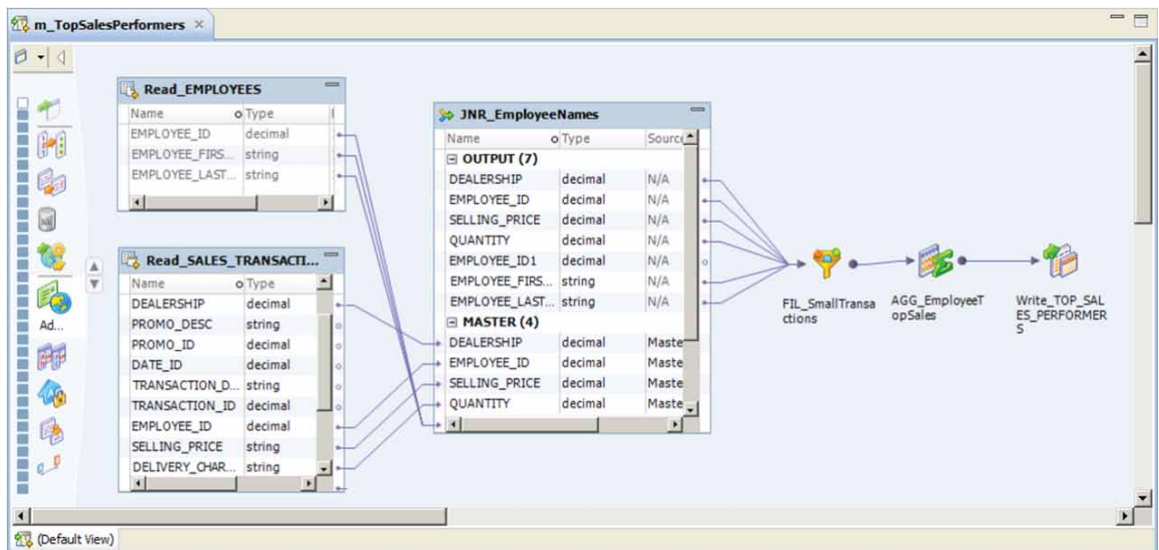 m_TopSalesPerformers
Read_EMPLOYEES
Name Type
EMPLOYEE_ID decimal
EMPLOYEE_FIRS... string
EMPLOYEE_LAST... string
Read_SALES_TRANSACTI...
Name Type
DEALERSHIP decimal
PROMO_DESC string
PROMO_ID decimal
DATE_ID decimal
TRANSACTION_D... string
TRANSACTION_ID decimal
EMPLOYEE_ID decimal
SELLING_PRICE string
DELIVERY_CHAR... string
JNR_EmployeeNames
Name Type Source
OUTPUT (7)
DEALERSHIP decimal N/A
EMPLOYEE_ID decimal N/A
SELLING_PRICE decimal N/A
QUANTITY decimal N/A
EMPLOYEE_ID1 decimal N/A
EMPLOYEE_FIRS... string N/A
EMPLOYEE_LAST... string N/A
MASTER (4)
DEALERSHIP decimal Maste
EMPLOYEE_ID decimal Maste
SELLING_PRICE decimal Maste
QUANTITY decimal Maste
FIL_SmallTransa
ctions
AGG_EmployeeT
opSales
Write_TOP_SAL
ES_PERFORMER
S
Ad...
(Default View)